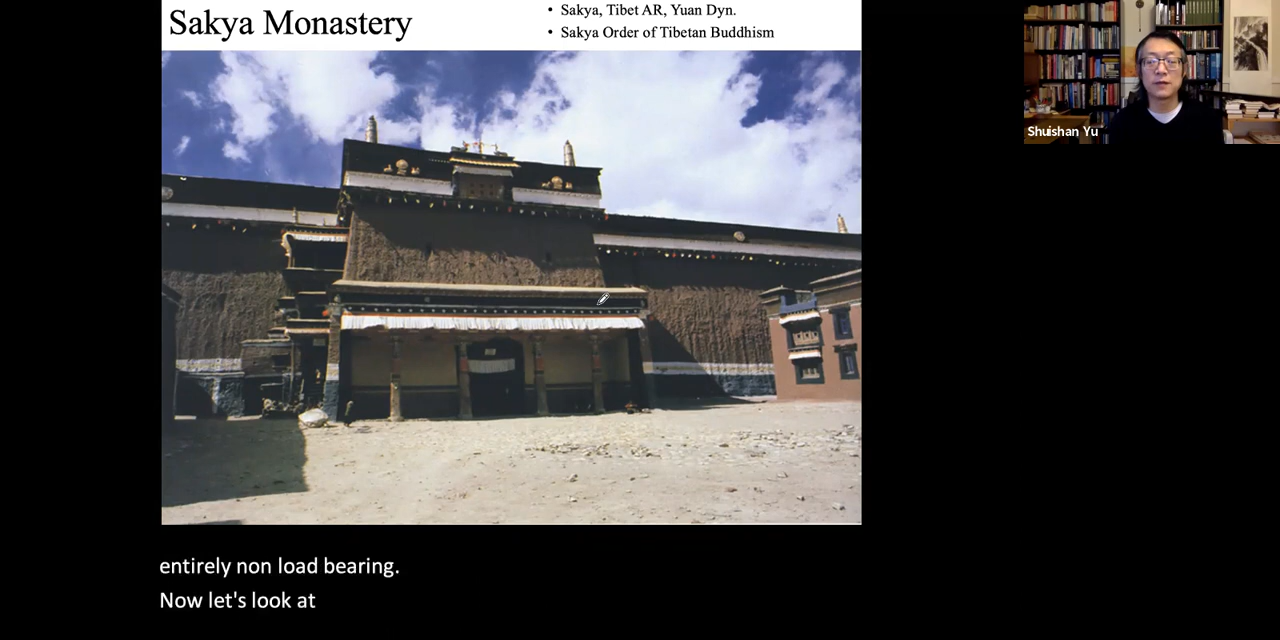 Sakya Monastery
• Sakya, Tibet AR, Yuan Dyn.
• Sakya Order of Tibetan Buddhism
Shuishan Yu
entirely non load bearing.
Now let's look at